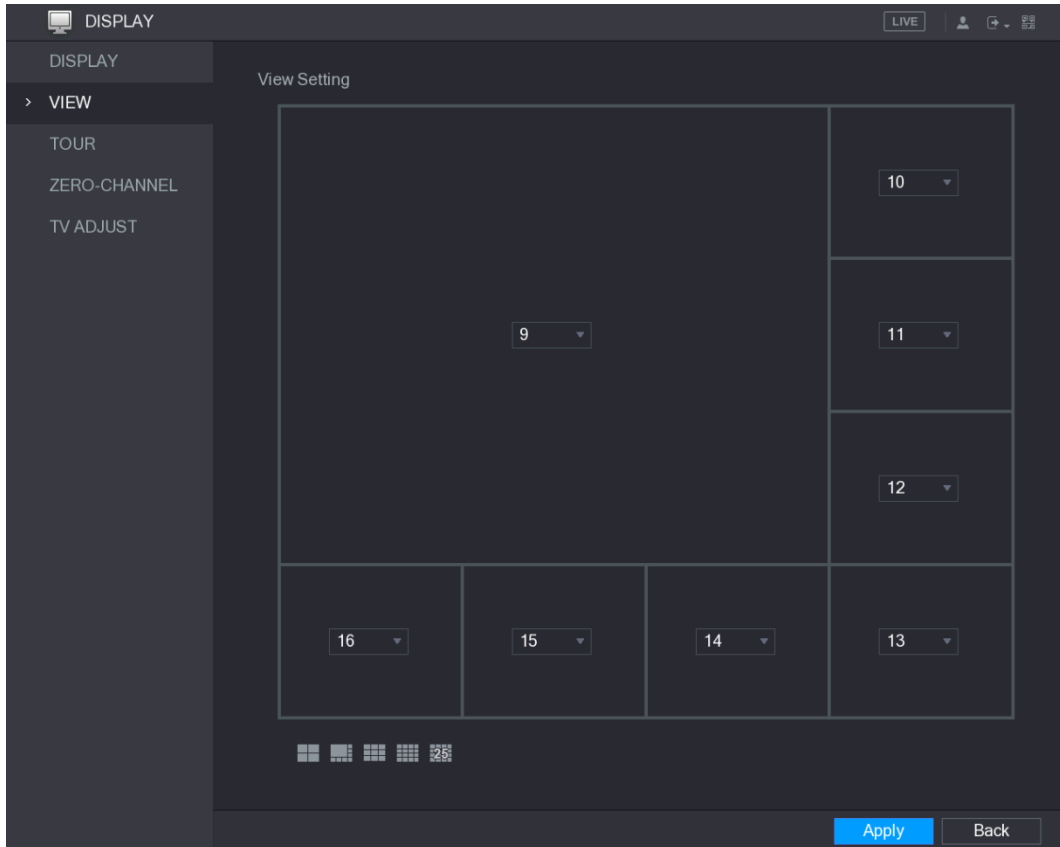 DISPLAY
LIVE
DISPLAY
VIEW
TOUR
ZERO-CHANNEL
TV ADJUST
View Setting
10
9
11
12
16
15
14
13
25
Apply
Back